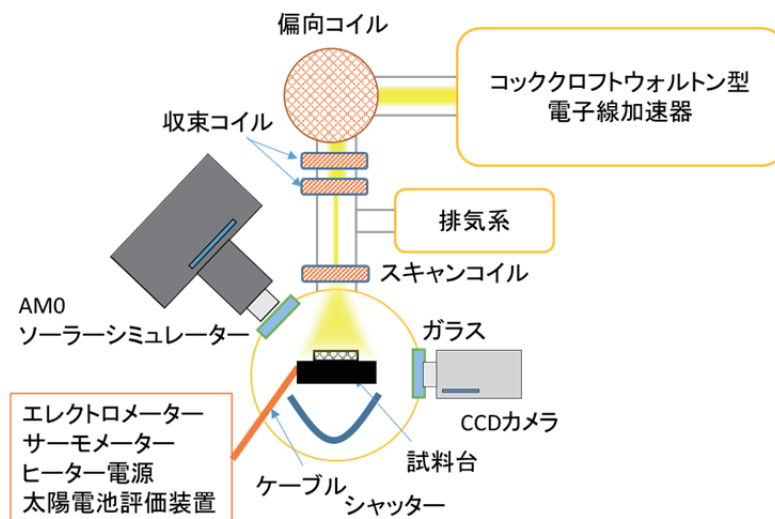 偏向コイル
コッククロフトウォルトン型
電子線加速器
収束コイル
排気系
スキャンコイル
AM0
ソーラーシミュレーター
ガラス
CCDカメラ
エレクトロメーター
サーモメーター
ヒーター電源
太陽電池評価装置
ケーブル
シャッター
試料台